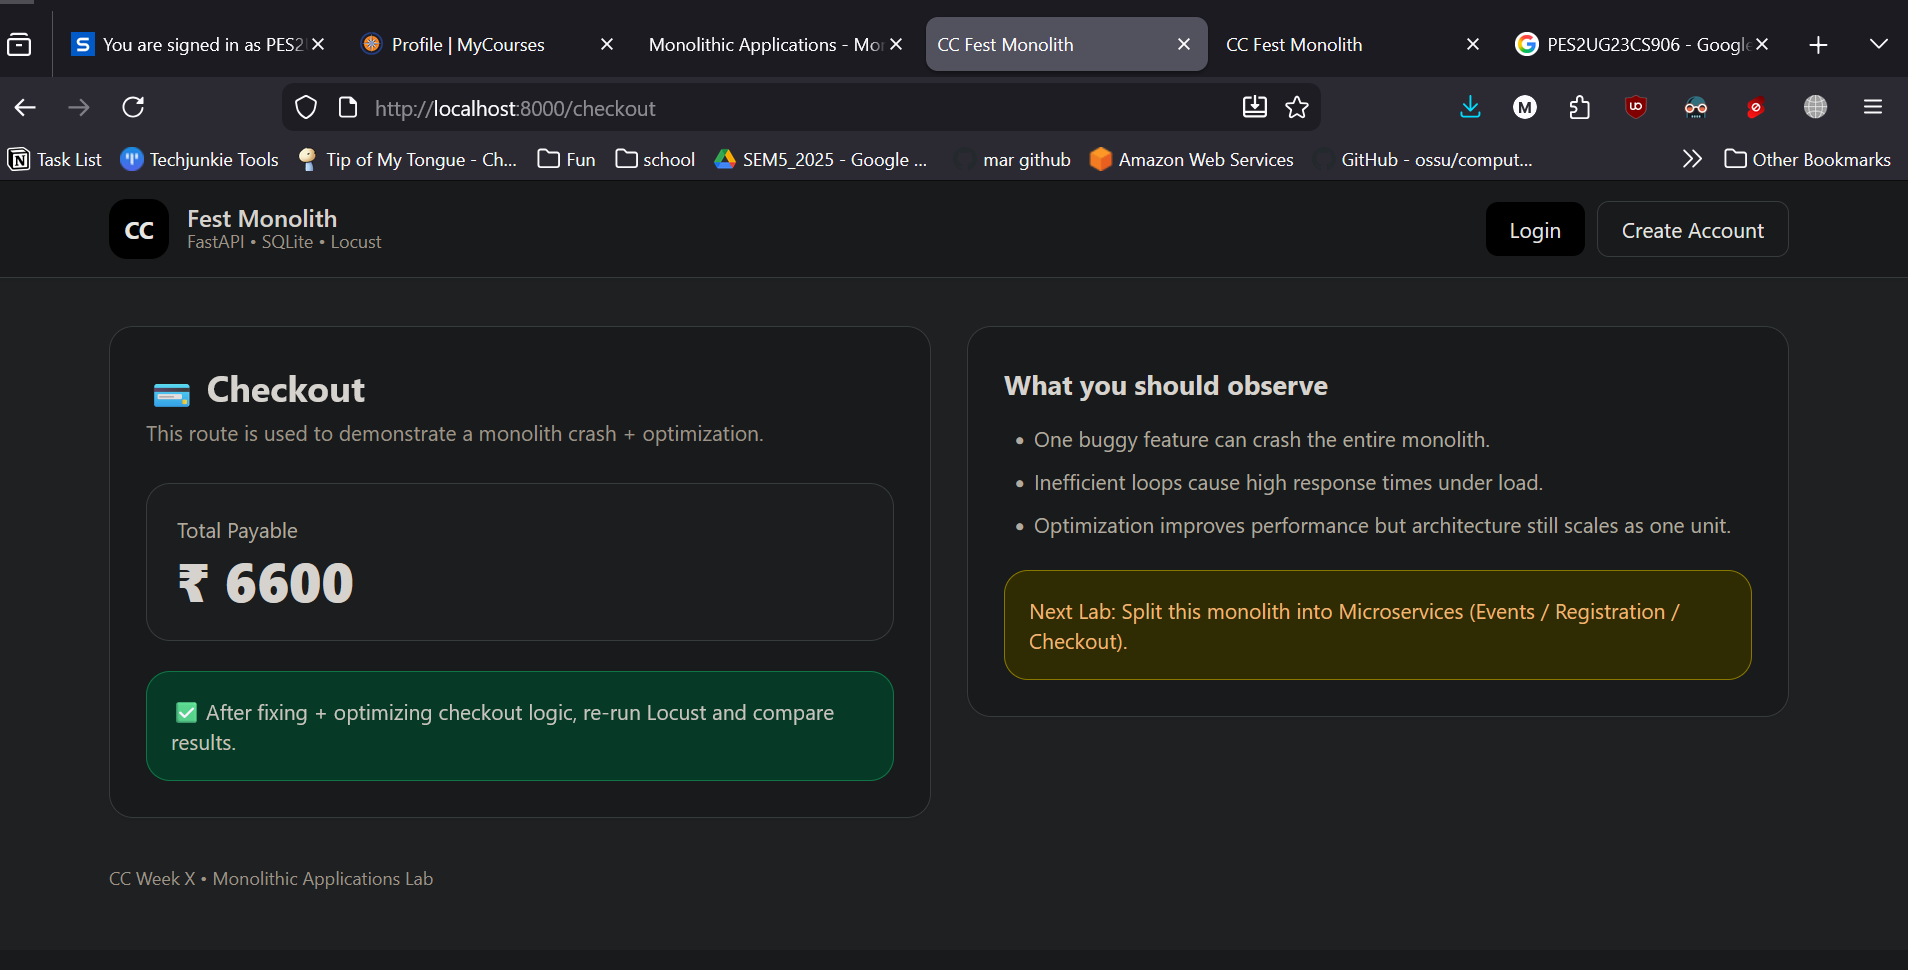 You are signed in as PES2
Profile | MyCourses
Monolithic Applications - Mo
CC Fest Monolith
CC Fest Monolith
PES2UG23CS906 - Google
http://localhost:8000/checkout
Task List
Techjunkie Tools
Tip of My Tongue - Ch...
Fun
school
SEM5_2025 - Google ...
mar github
Amazon Web Services
GitHub - ossu/comput...
Other Bookmarks
CC
Fest Monolith
FastAPI • SQLite • Locust
Login
Create Account
Checkout
This route is used to demonstrate a monolith crash + optimization.
Total Payable
₹ 6600
✅ After fixing + optimizing checkout logic, re-run Locust and compare
results.
What you should observe
• One buggy feature can crash the entire monolith.
• Inefficient loops cause high response times under load.
• Optimization improves performance but architecture still scales as one unit.
Next Lab: Split this monolith into Microservices (Events / Registration /
Checkout).
CC Week X • Monolithic Applications Lab